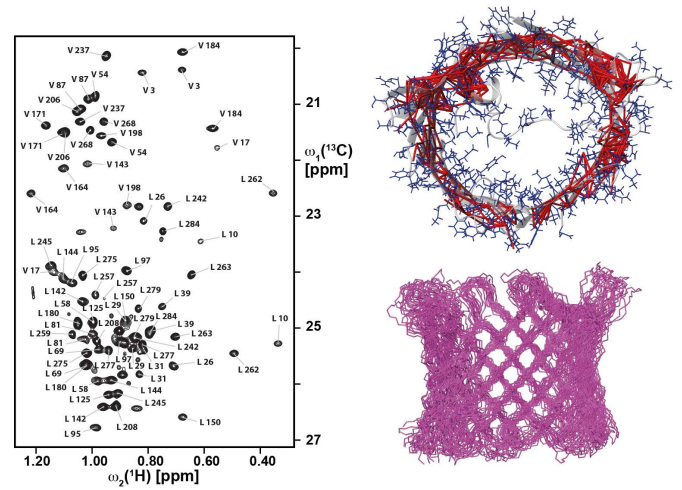 V 237
V 184
V 87
V 87
V 54
V 3
V 3
V 206
V 237
V 171
V 268
V 184
V 198
V 171
V 268
V 54
V 17
V 206
V 143
V 164
L 262
V 198
L 26
L 242
V 164
V 143
L 284
L 245
L 144
L 95
L 10
L 275
L 97
V 17
L 257
L 263
L 142
L 257
L 150
L 279
L 39
L 58
L 125
L 29
L 180
L 208
L 279
L 284
L 81
L 39
L 10
L 259
L 263
L 81
L 242
L 69
L 97
L 277
L 275
L 277
L 29
L 31
L 26
L 69
L 31
L 262
L 180
L 58
L 144
L 125
L 245
L 142
L 208
L 150
L 95
21
23
25
27
ω1(13C)
[ppm]
1.20
1.00
0.80
0.60
0.40
ω2(1H) [ppm]